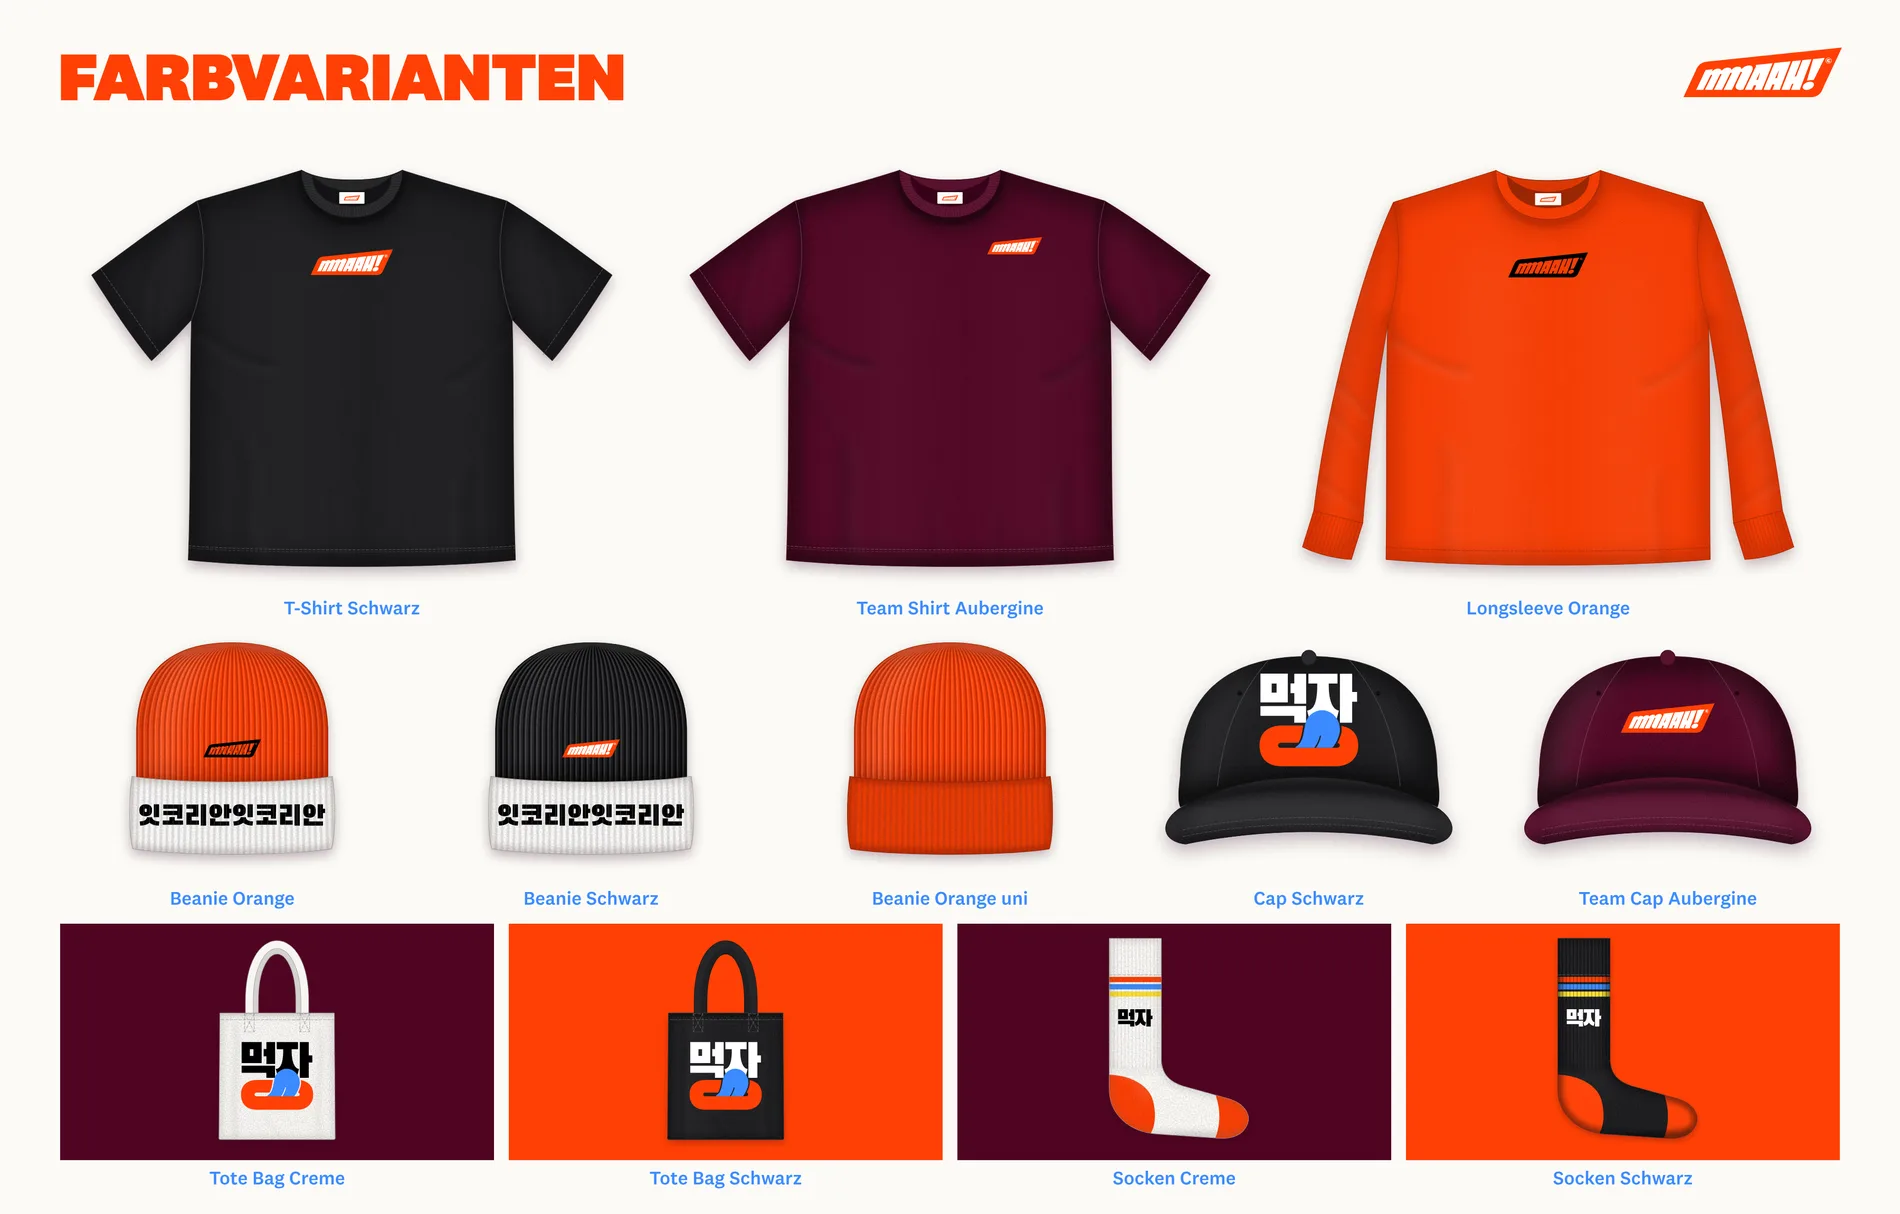 FARBVARIANTEN
mmAAH!
mmAAH!
mmAAH!
mmAAH!
T-Shirt Schwarz
Team Shirt Aubergine
Longsleeve Orange
mmAAH!
잇코리안잇코리안
mmAAH!
잇코리안잇코리안
먹자
mmAAH!
Beanie Orange
Beanie Schwarz
Beanie Orange uni
Cap Schwarz
Team Cap Aubergine
먹자
먹자
먹자
먹자
Tote Bag Creme
Tote Bag Schwarz
Socken Creme
Socken Schwarz